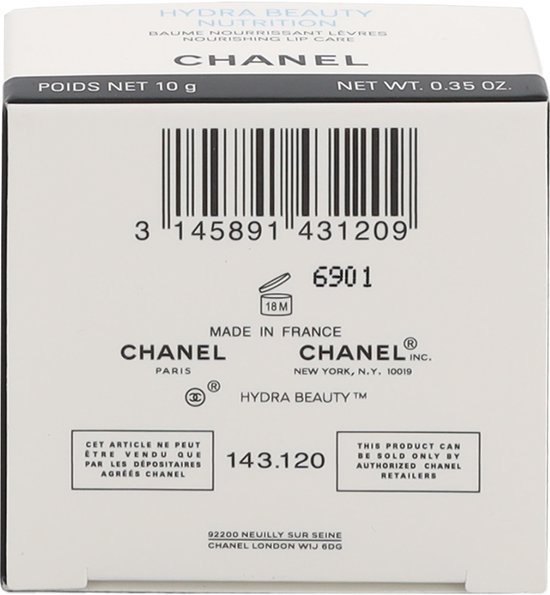 HYDRA BEAUTY
NUTRITION
BAUME NOURRISSANT LÈVRES
NOURISHING LIP CARE
CHANEL
POIDS NET 10 g NET WT. 0.35 OZ.
3 145891 431209
6901
18 M
MADE IN FRANCE
CHANEL CHANEL® INC.
PARIS NEW YORK, N.Y. 10019
® HYDRA BEAUTY™
CET ARTICLE NE PEUT
ÊTRE VENDU QUE
PAR LES DÉPOSITAIRES
AGRÉÉS CHANEL
143.120
THIS PRODUCT CAN
BE SOLD ONLY BY
AUTHORIZED CHANEL
RETAILERS
92200 NEUILLY SUR SEINE
CHANEL LONDON W1J 6DG